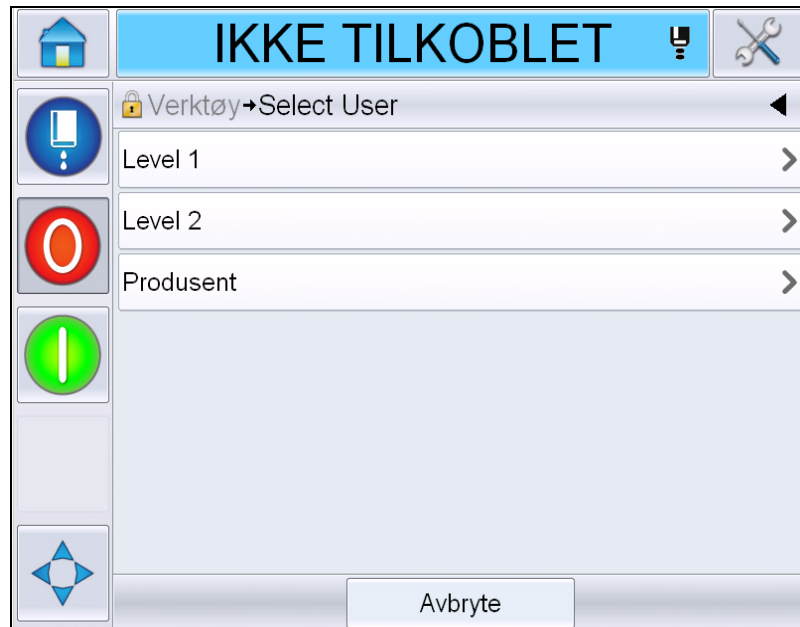 IKKE TILKOBLET
Verktøy→Select User
Level 1
Level 2
Produsent
Avbryte